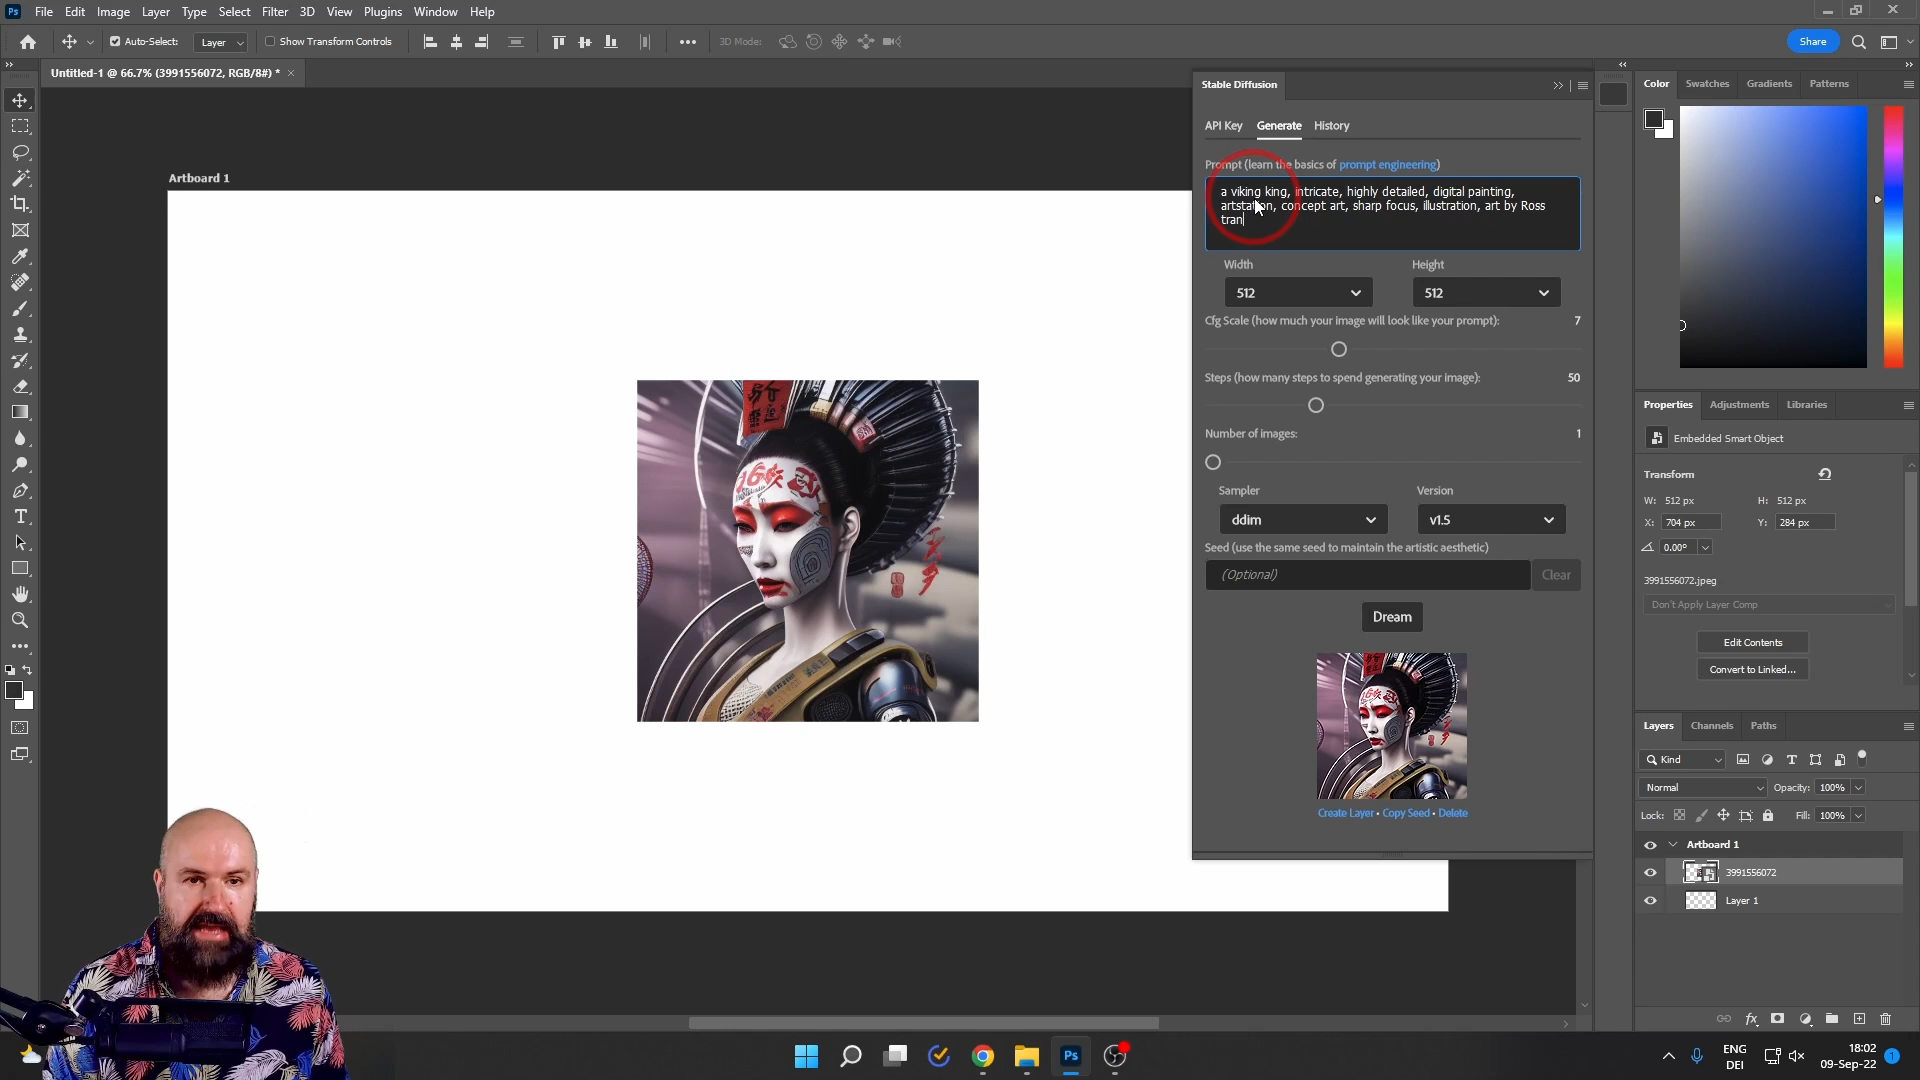 Ps File Edit Image Layer Type Select Filter 3D View Plugins Window Help
Auto-Select: Layer Show Transform Controls 3D Mode: Share
Untitled-1 @ 66.7% (3991556072, RGB/8#) *
Artboard 1
Stable Diffusion
API Key Generate History
Prompt (learn the basics of prompt engineering)
a viking king, intricate, highly detailed, digital painting,
artstation, concept art, sharp focus, illustration, art by Ross
tran
Width Height
512 512
Cfg Scale (how much your image will look like your prompt): 7
Steps (how many steps to spend generating your image): 50
Number of images: 1
Sampler Version
ddim v1.5
Seed (use the same seed to maintain the artistic aesthetic)
(Optional) Clear
Dream
Create Layer • Copy Seed • Delete
Color Swatches Gradients Patterns
Properties Adjustments Libraries
Embedded Smart Object
Transform
W: 512 px H: 512 px
X: 704 px Y: 284 px
0.00°
3991556072.jpeg
Don't Apply Layer Comp
Edit Contents
Convert to Linked...
Layers Channels Paths
Kind
Normal Opacity: 100%
Lock: Fill: 100%
Artboard 1
3991556072
Layer 1
Ps
ENG
DEI
18:02
09-Sep-22
1